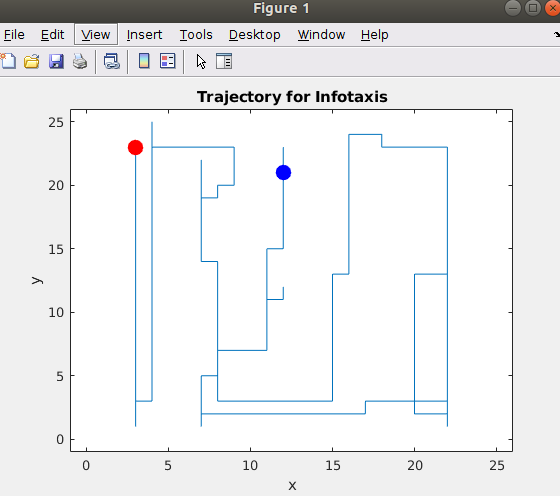 Figure 1
File Edit View Insert Tools Desktop Window Help
Trajectory for Infotaxis
25
20
15
10
5
0
y
0 5 10 15 20 25
x